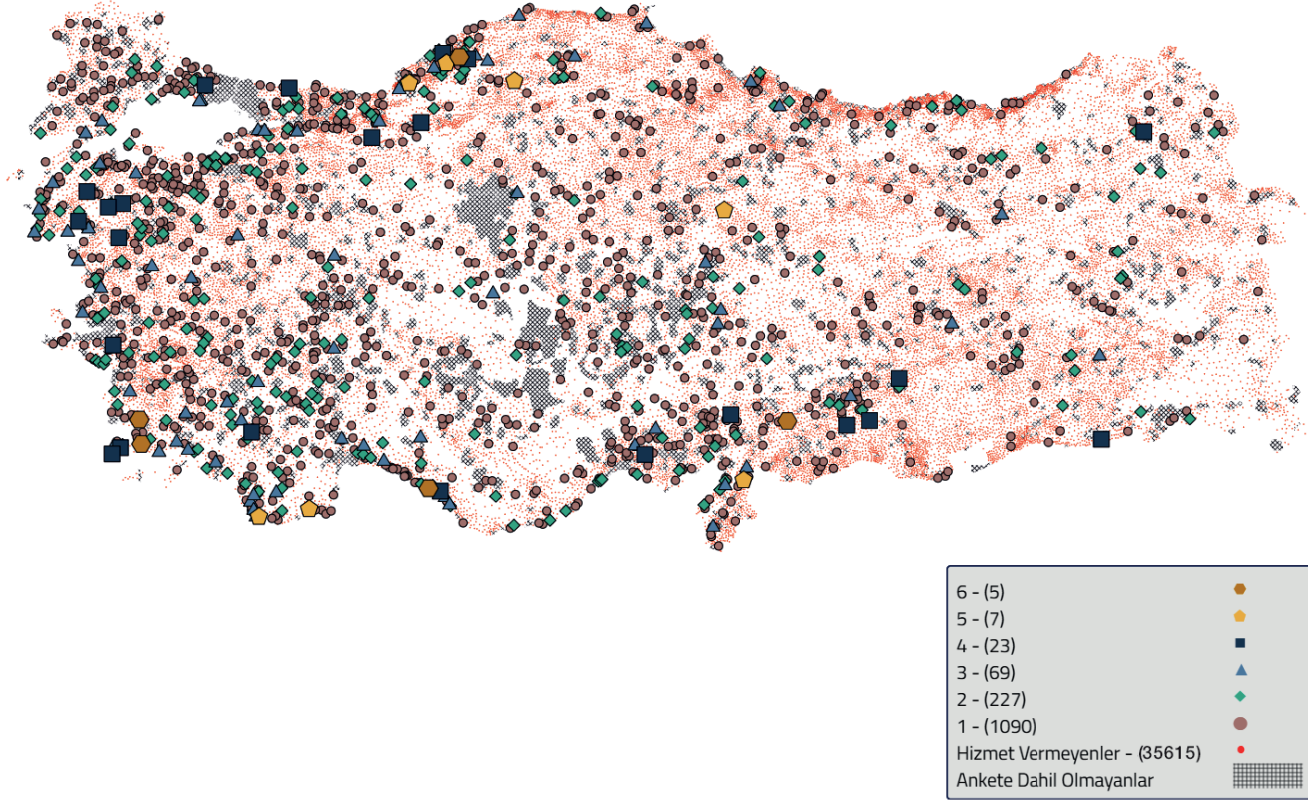 6 - (5)
5 - (7)
4 - (23)
3 - (69)
2 - (227)
1 - (1090)
Hizmet Vermeyenler - (35615)
Ankete Dahil Olmayanlar